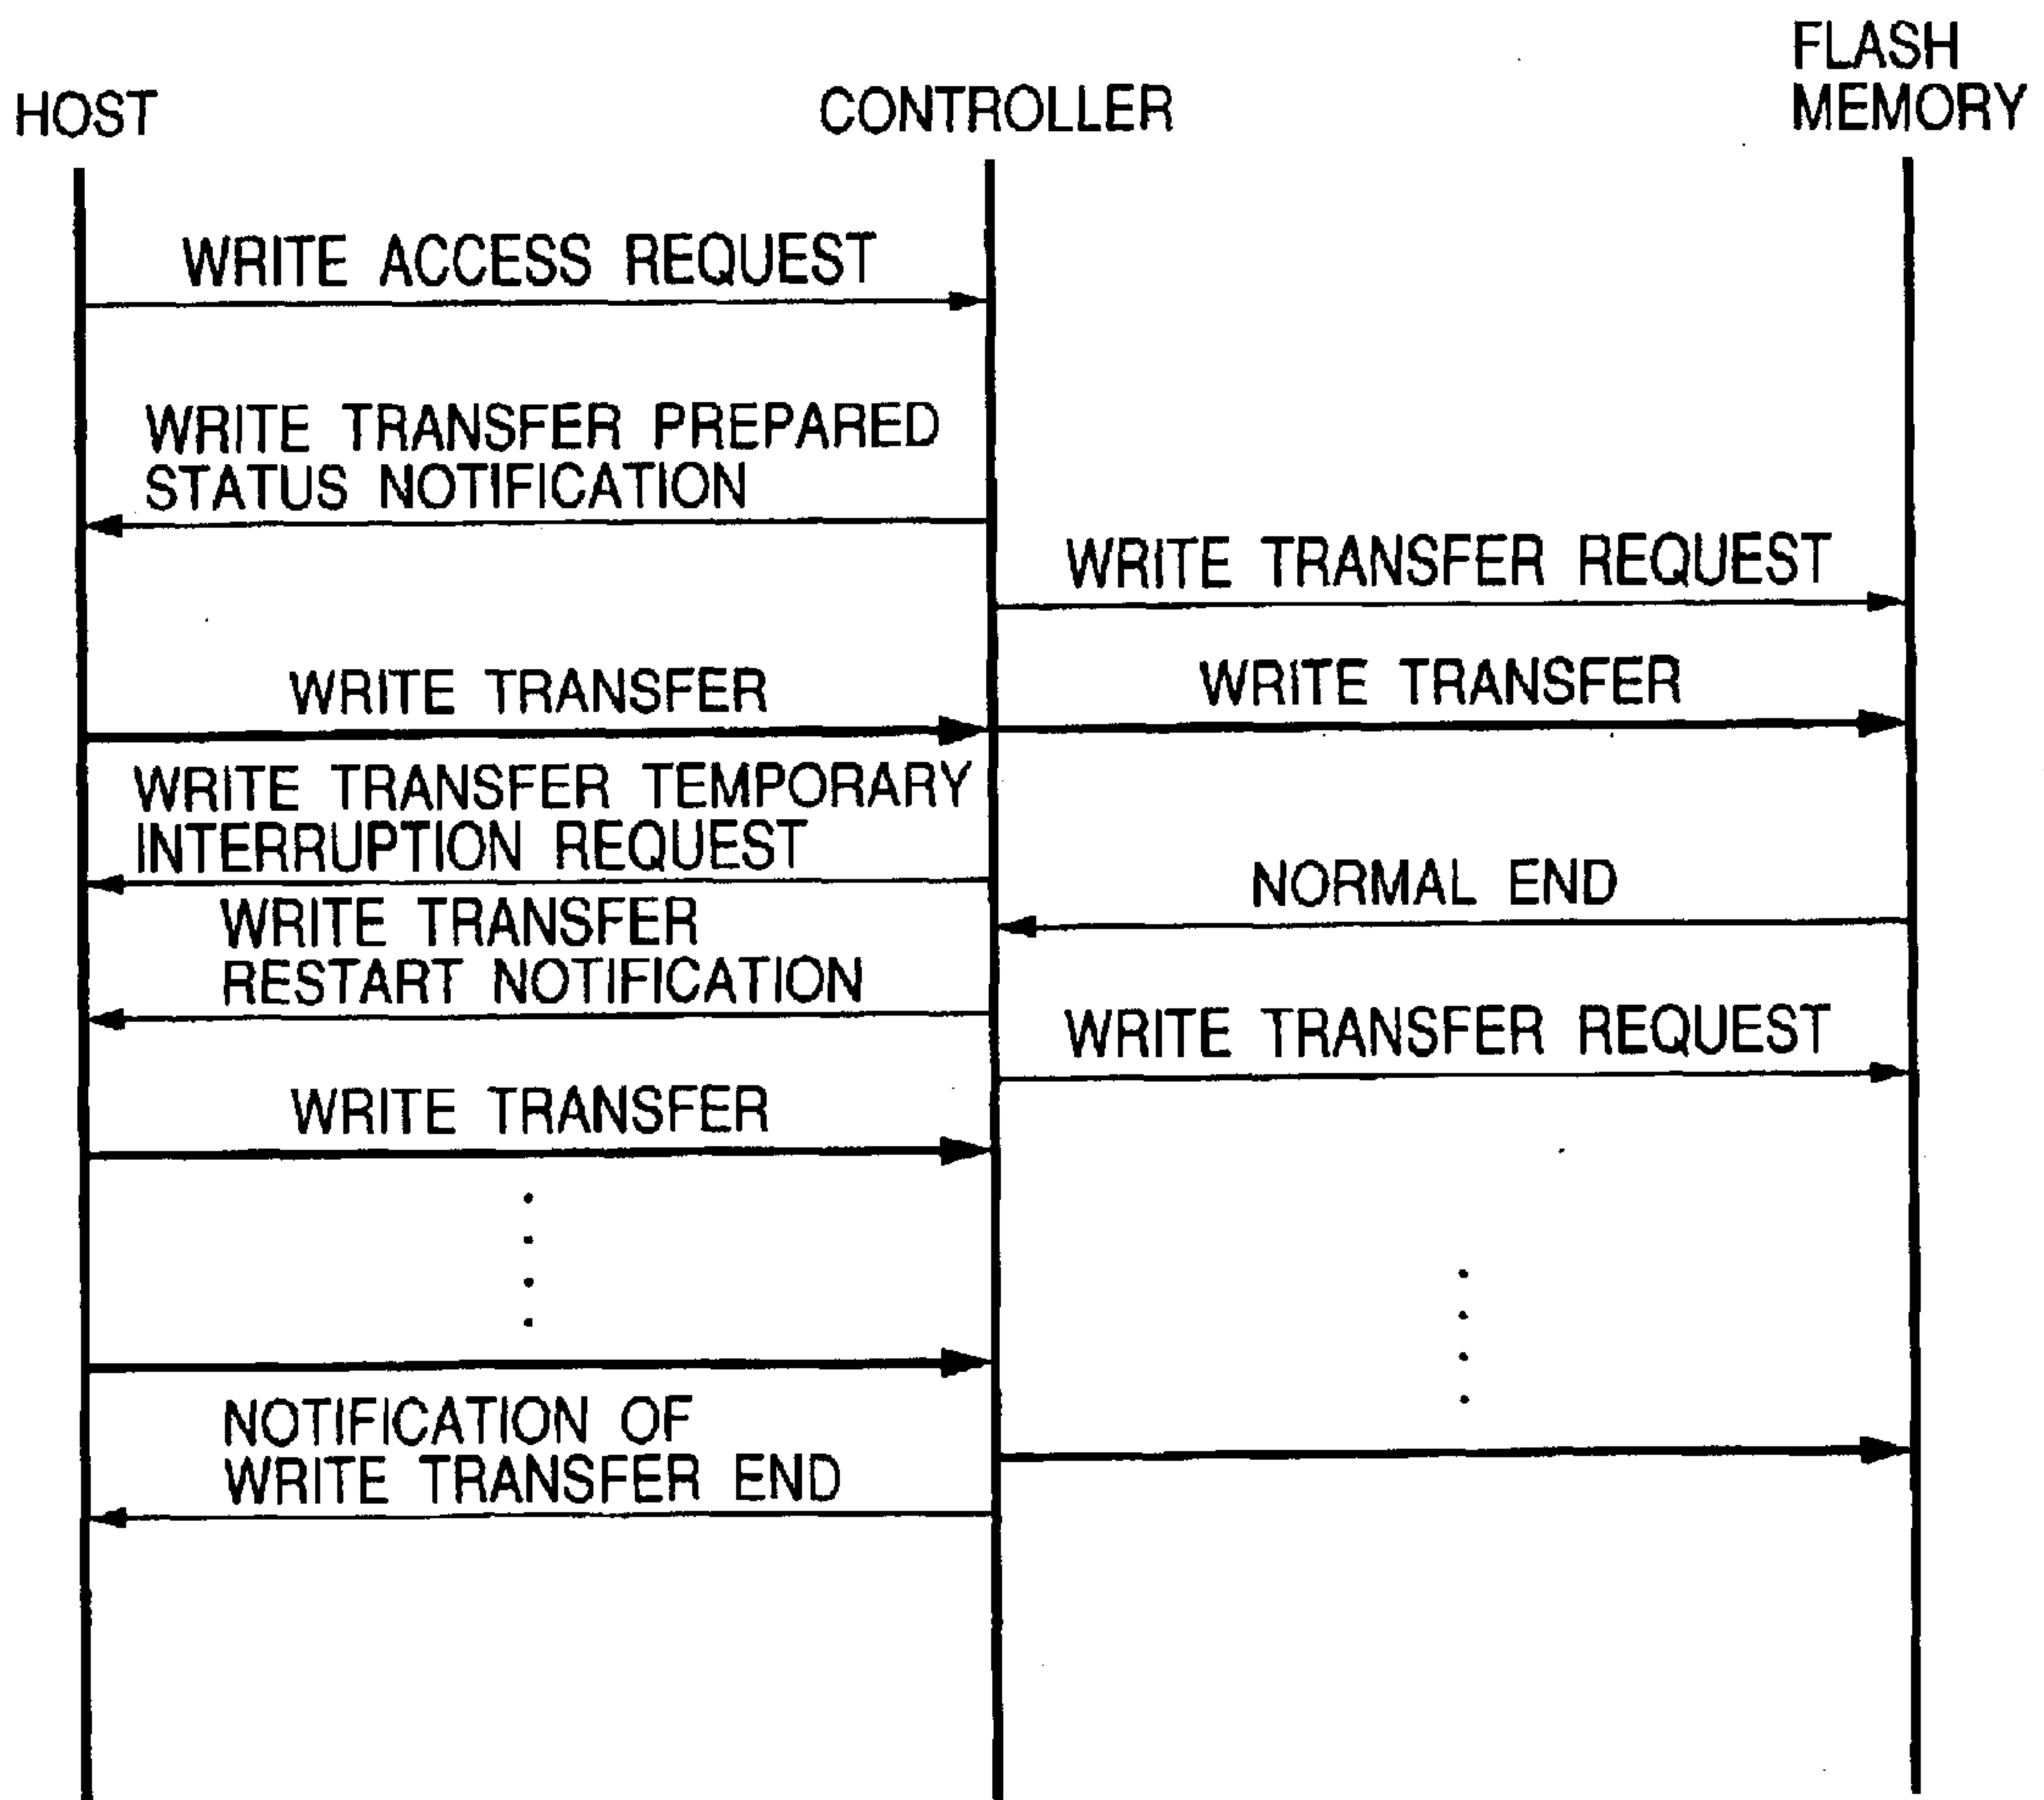 FLASH
MEMORY
HOST
CONTROLLER
WRITE ACCESS REQUEST
WRITE TRANSFER PREPARED
STATUS NOTIFICATION
WRITE TRANSFER REQUEST
WRITE TRANSFER
WRITE TRANSFER
WRITE TRANSFER TEMPORARY
INTERRUPTION REQUEST
NORMAL END
WRITE TRANSFER
RESTART NOTIFICATION
WRITE TRANSFER REQUEST
WRITE TRANSFER
NOTIFICATION OF
WRITE TRANSFER END